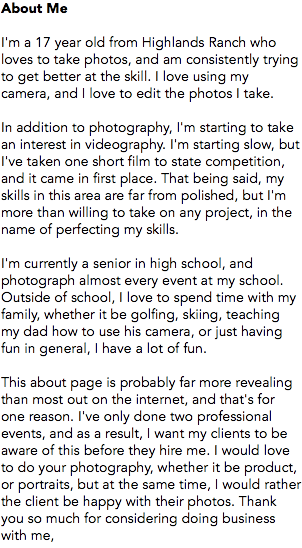 About Me
I'm a 17 year old from Highlands Ranch who
loves to take photos, and am consistently trying
to get better at the skill. I love using my
camera, and I love to edit the photos I take.
In addition to photography, I'm starting to take
an interest in videography. I'm starting slow, but
I've taken one short film to state competition,
and it came in first place. That being said, my
skills in this area are far from polished, but I'm
more than willing to take on any project, in the
name of perfecting my skills.
I'm currently a senior in high school, and
photograph almost every event at my school.
Outside of school, I love to spend time with my
family, whether it be golfing, skiing, teaching
my dad how to use his camera, or just having
fun in general, I have a lot of fun.
This about page is probably far more revealing
than most out on the internet, and that's for
one reason. I've only done two professional
events, and as a result, I want my clients to be
aware of this before they hire me. I would love
to do your photography, whether it be product,
or portraits, but at the same time, I would rather
the client be happy with their photos. Thank
you so much for considering doing business
with me,